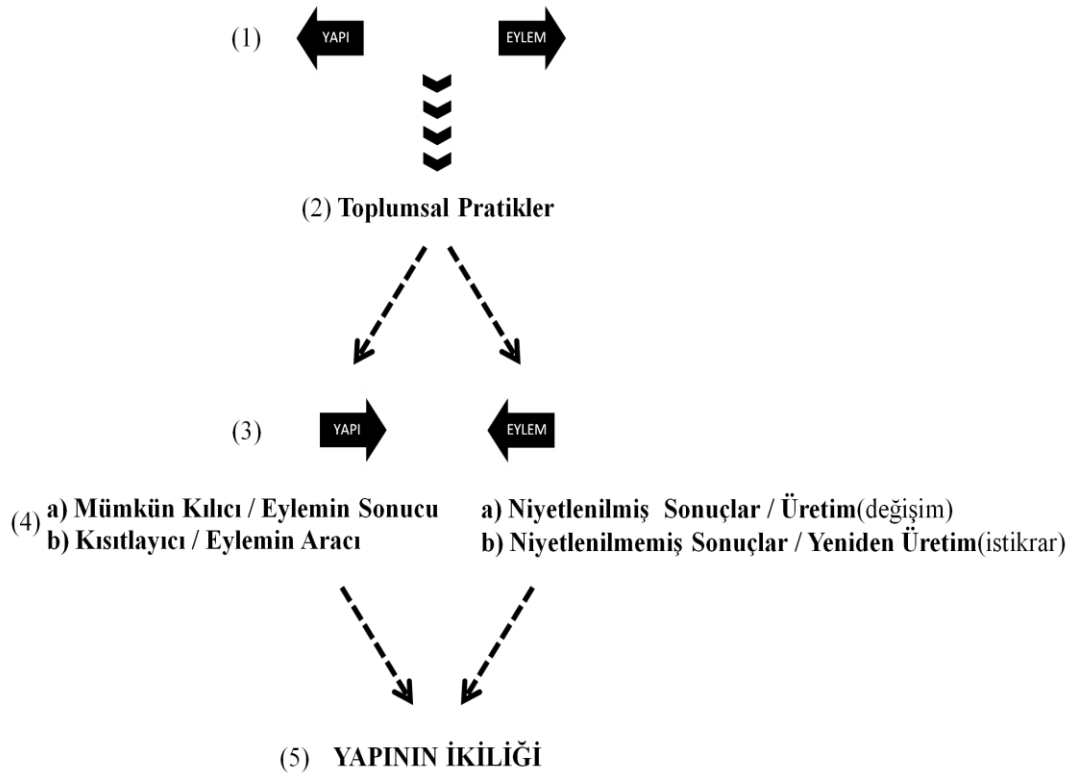 (1) YAPI EYLEM
(2) Toplumsal Pratikler
(3) YAPI EYLEM
(4) a) Mümkün Kılıcı / Eylemin Sonucu
b) Kısıtlayıcı / Eylemin Aracı
a) Niyetlenilmiş Sonuçlar / Üretim(değişim)
b) Niyetlenilmemiş Sonuçlar / Yeniden Üretim(istikrar)
(5) YAPININ İKİLİĞİ